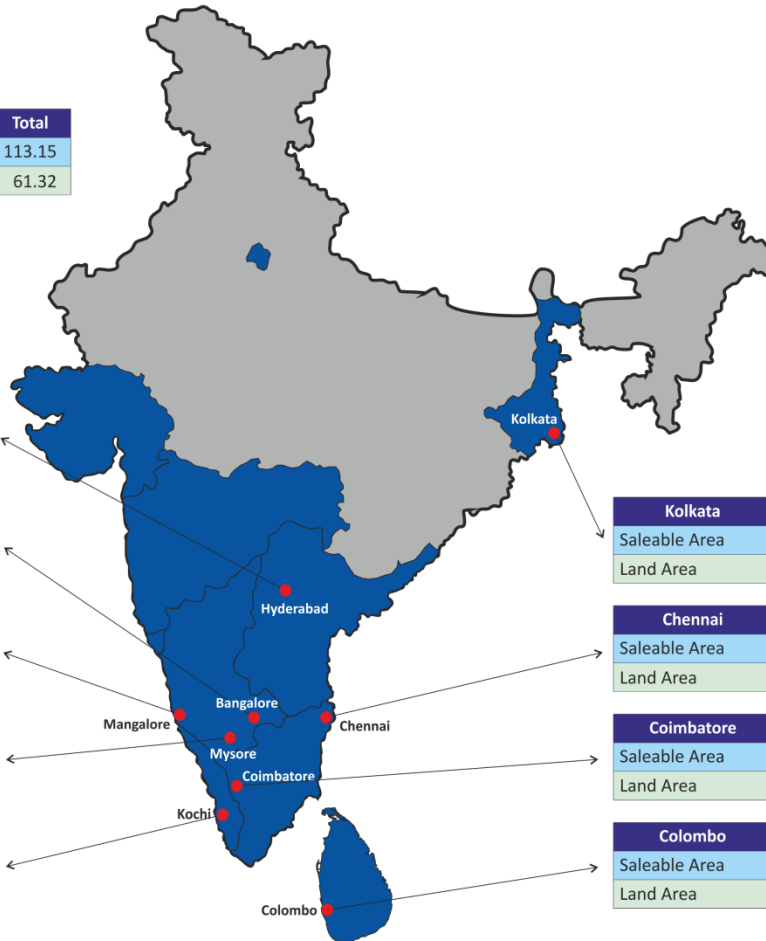 Total
113.15
61.32
Kolkata
Hyderabad
Bangalore
Mangalore
Chennai
Mysore
Coimbatore
Kochi
Colombo
Kolkata
Saleable Area
Land Area
Chennai
Saleable Area
Land Area
Coimbatore
Saleable Area
Land Area
Colombo
Saleable Area
Land Area